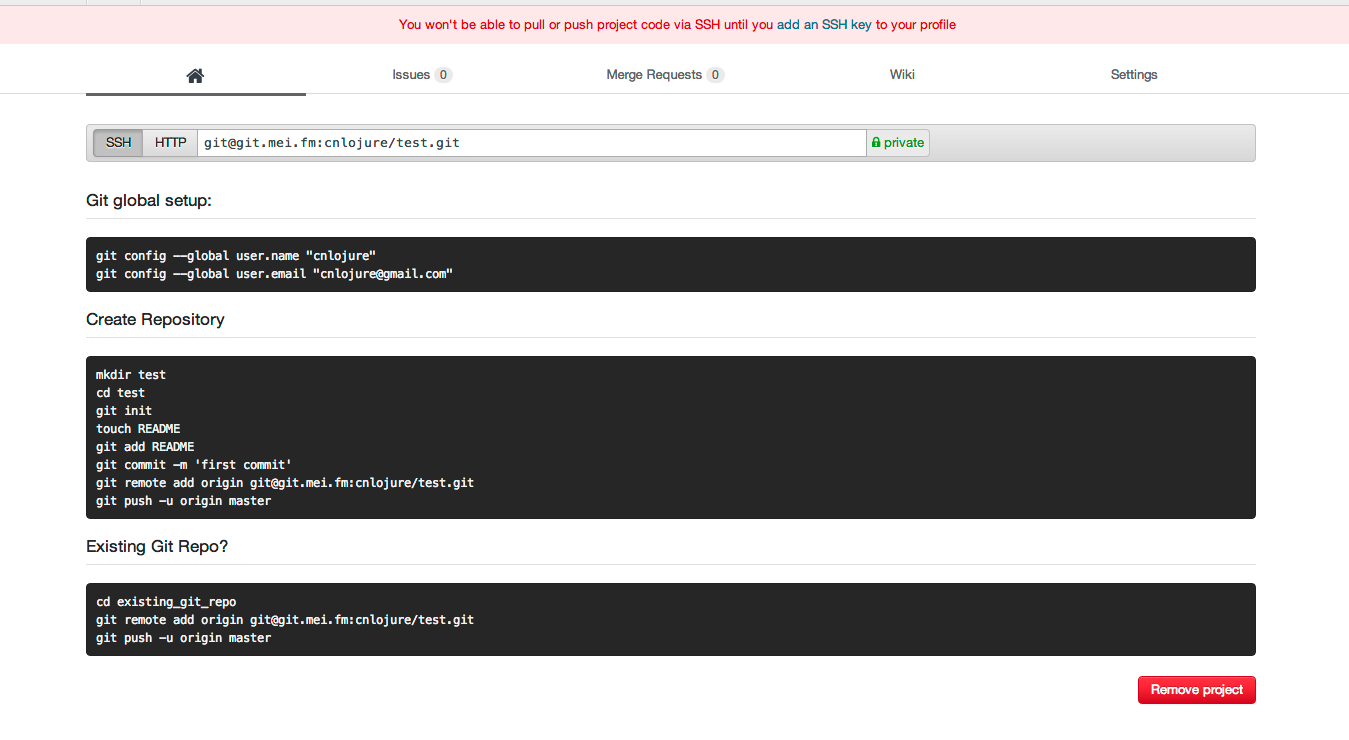 You won't be able to pull or push project code via SSH until you add an SSH key to your profile
Issues 0 Merge Requests 0 Wiki Settings
SSH HTTP git@git.mei.fm:cnlojure/test.git private
Git global setup:
git config --global user.name "cnlojure"
git config --global user.email "cnlojure@gmail.com"
Create Repository
mkdir test
cd test
git init
touch README
git add README
git commit -m 'first commit'
git remote add origin git@git.mei.fm:cnlojure/test.git
git push -u origin master
Existing Git Repo?
cd existing_git_repo
git remote add origin git@git.mei.fm:cnlojure/test.git
git push -u origin master
Remove project